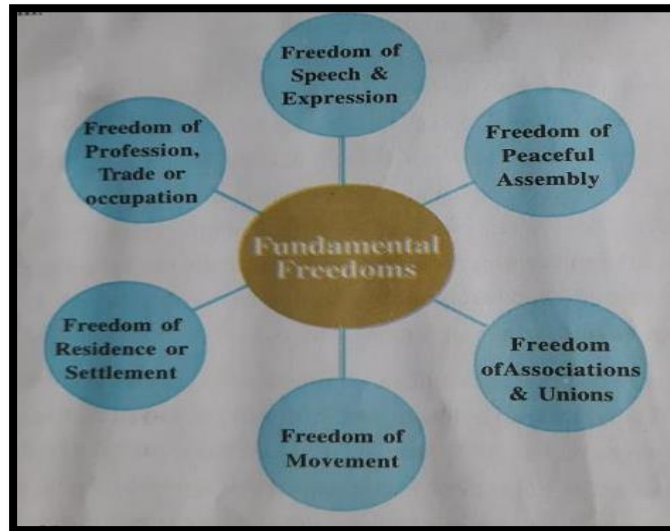 Freedom of
Speech &
Expression
Freedom of
Profession,
Trade or
occupation
Freedom of
Peaceful
Assembly
Fundamental
Freedoms
Freedom of
Residence or
Settlement
Freedom
ofAssociations
& Unions
Freedom of
Movement